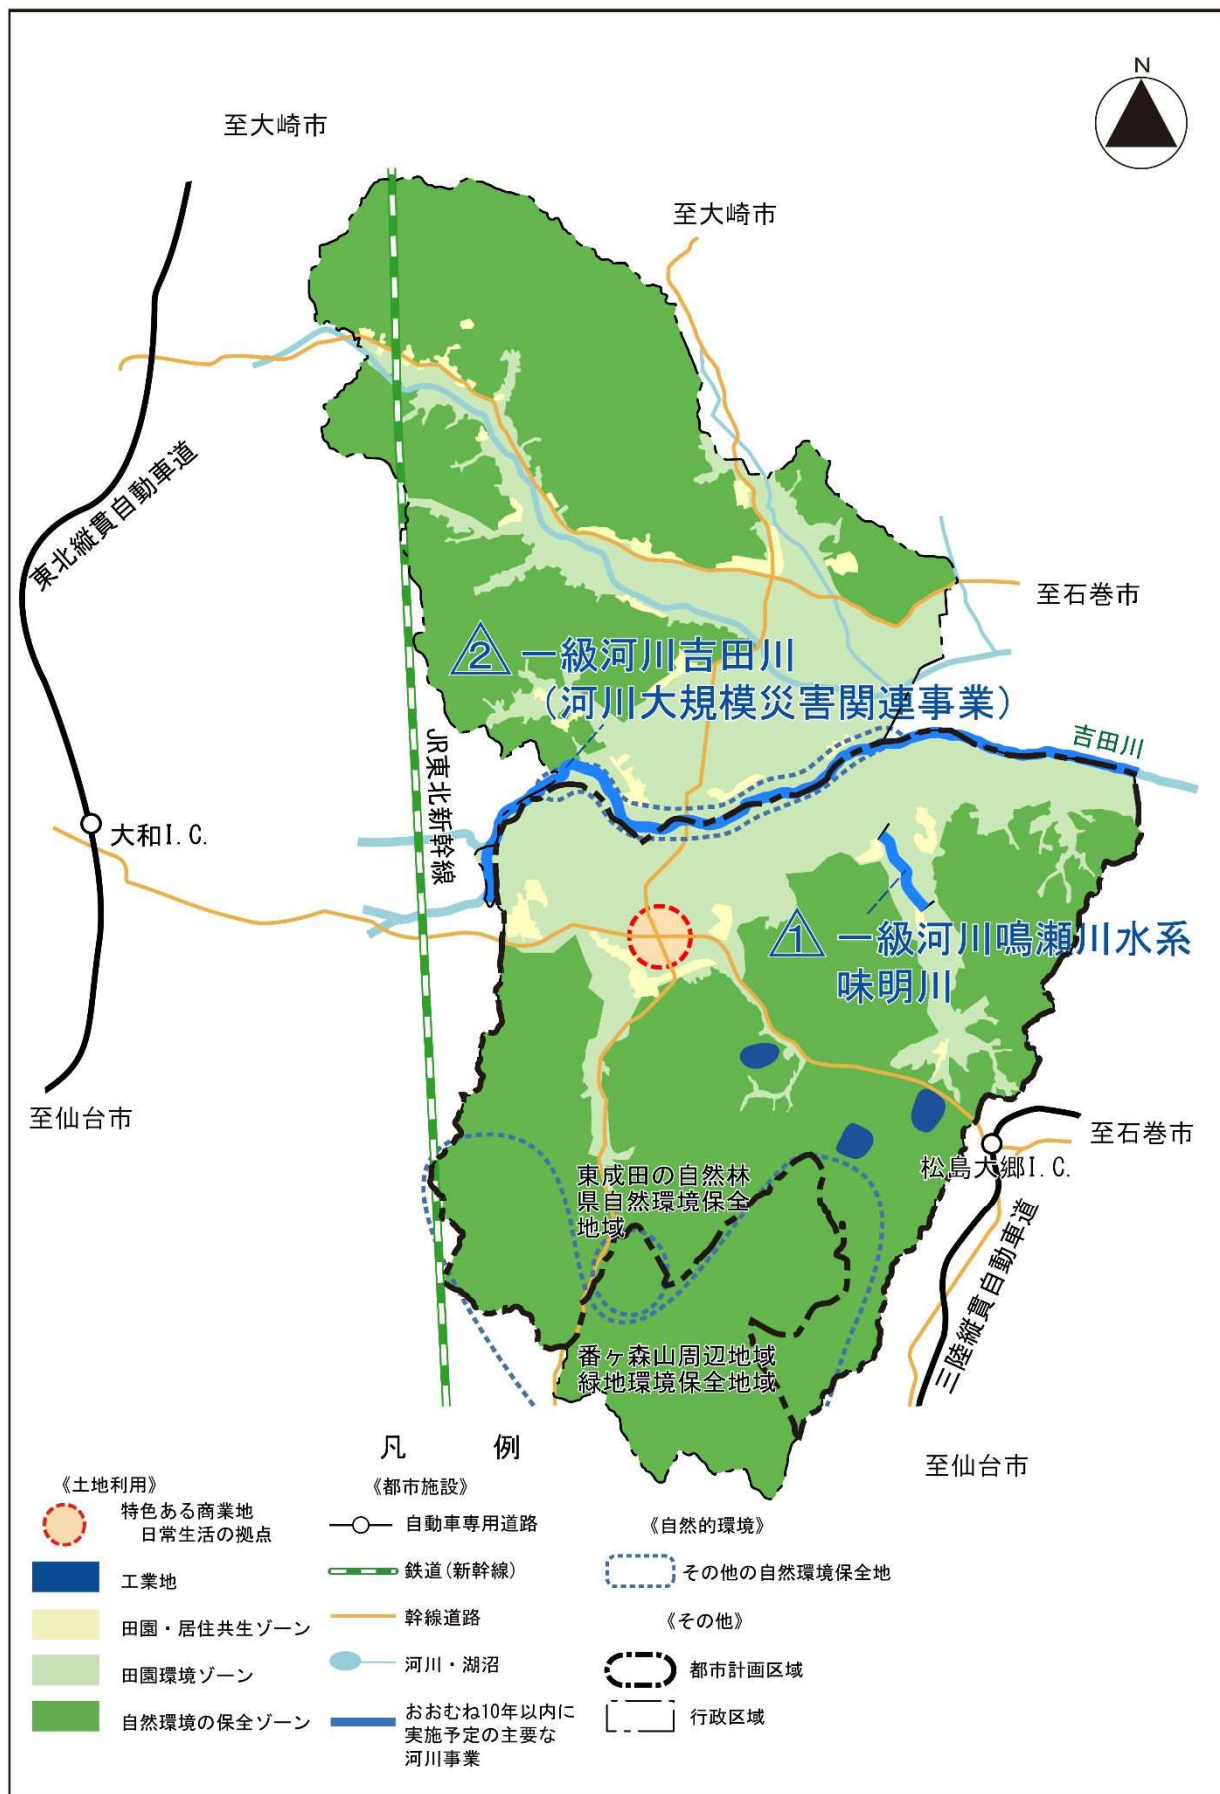 N
至大崎市
至大崎市
東北縦貫自動車道
至石巻市
2 一級河川吉田川
(河川大規模災害関連事業)
吉田川
JR東北新幹線
大和I.C.
1 一級河川鳴瀬川水系
味明川
至仙台市
至石巻市
松島大郷I.C.
東成田の自然林
県自然環境保全
地域
三陸縦貫自動車道
番ヶ森山周辺地域
緑地環境保全地域
至仙台市
凡 例
《土地利用》
特色ある商業地
日常生活の拠点
工業地
田園・居住共生ゾーン
田園環境ゾーン
自然環境の保全ゾーン
《都市施設》
自動車専用道路
鉄道(新幹線)
幹線道路
河川・湖沼
おおむね10年以内に
実施予定の主要な
河川事業
《自然的環境》
その他の自然環境保全地
《その他》
都市計画区域
行政区域